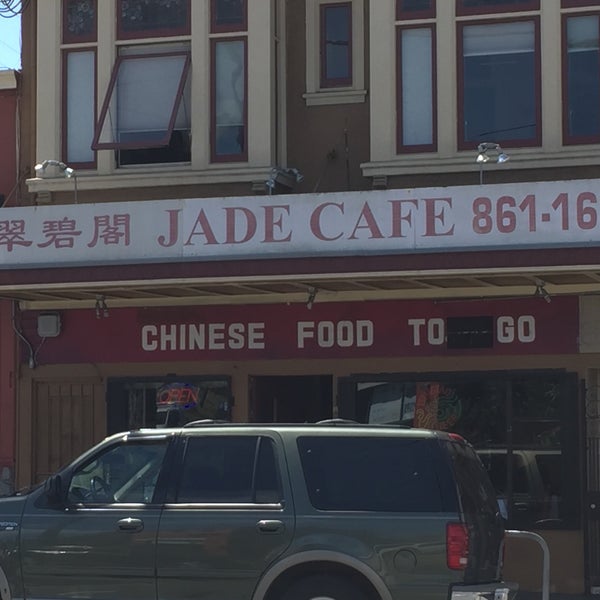 翠碧閣 JADE CAFE 861-16
CHINESE FOOD TO GO
OPEN